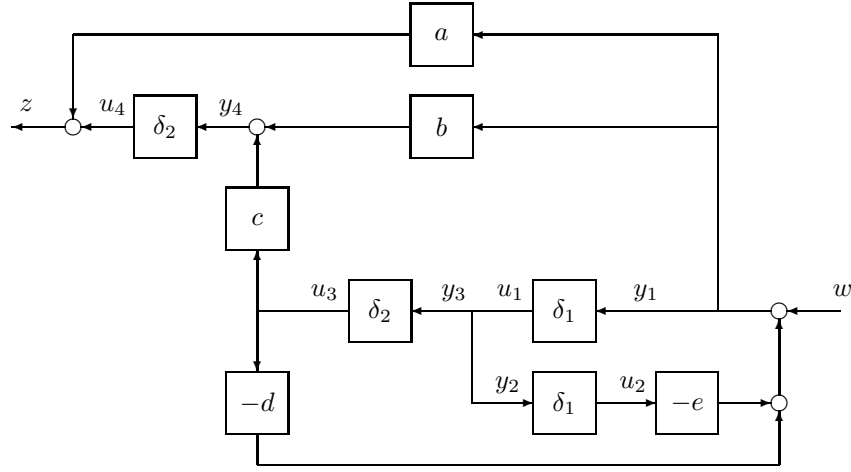 a
z u₄ δ₂ y₄ b
c
u₃ δ₂ y₃ u₁ δ₁ y₁ w
−d y₂ δ₁ u₂ −e